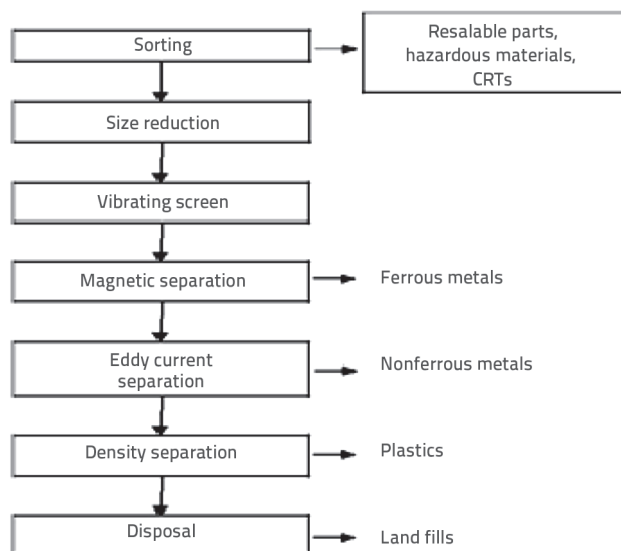 Sorting
Resalable parts,
hazardous materials,
CRTs
Size reduction
Vibrating screen
Magnetic separation
Ferrous metals
Eddy current
separation
Nonferrous metals
Density separation
Plastics
Disposal
Land fills